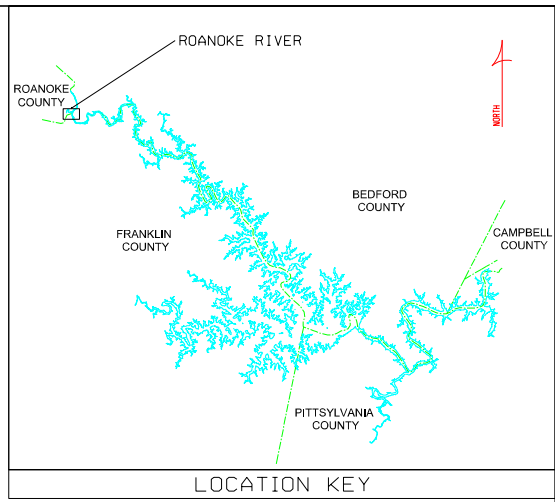 ROANOKE RIVER
ROANOKE
COUNTY
NORTH
BEDFORD
COUNTY
FRANKLIN
COUNTY
CAMPBELL
COUNTY
PITTSYLVANIA
COUNTY
LOCATION KEY